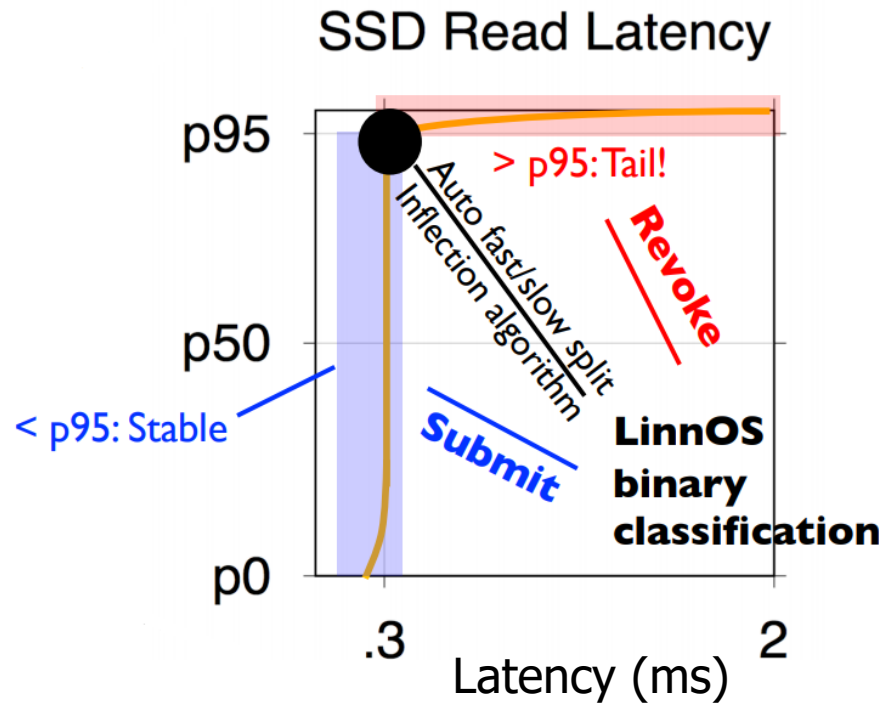 SSD Read Latency
p95
> p95: Tail!
Auto fast/slow split
Inflection algorithm
Revoke
p50
< p95: Stable
Submit
LinnOS
binary
classification
p0
.3
2
Latency (ms)